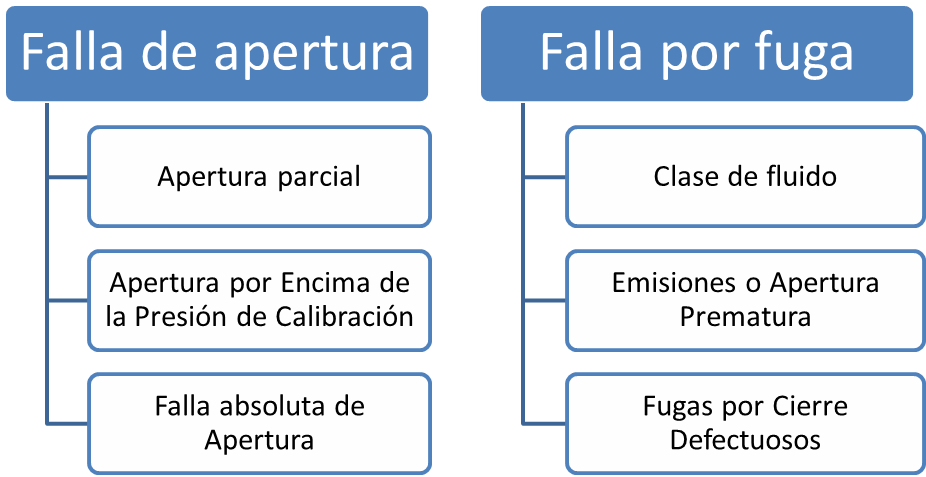 Falla de apertura
Apertura parcial
Apertura por Encima de
la Presión de Calibración
Falla absoluta de
Apertura
Falla por fuga
Clase de fluido
Emisiones o Apertura
Prematura
Fugas por Cierre
Defectuosos